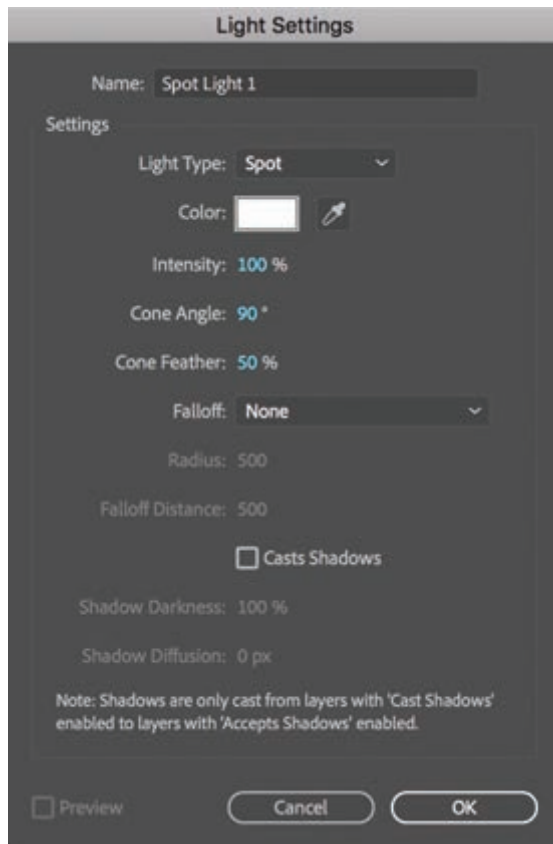 Light Settings
Name: Spot Light 1
Settings
Light Type: Spot
Color:
Intensity: 100 %
Cone Angle: 90 °
Cone Feather: 50 %
Falloff: None
Radius: 500
Falloff Distance: 500
Casts Shadows
Shadow Darkness: 100 %
Shadow Diffusion: 0 px
Note: Shadows are only cast from layers with 'Cast Shadows'
enabled to layers with 'Accepts Shadows' enabled.
Preview Cancel OK